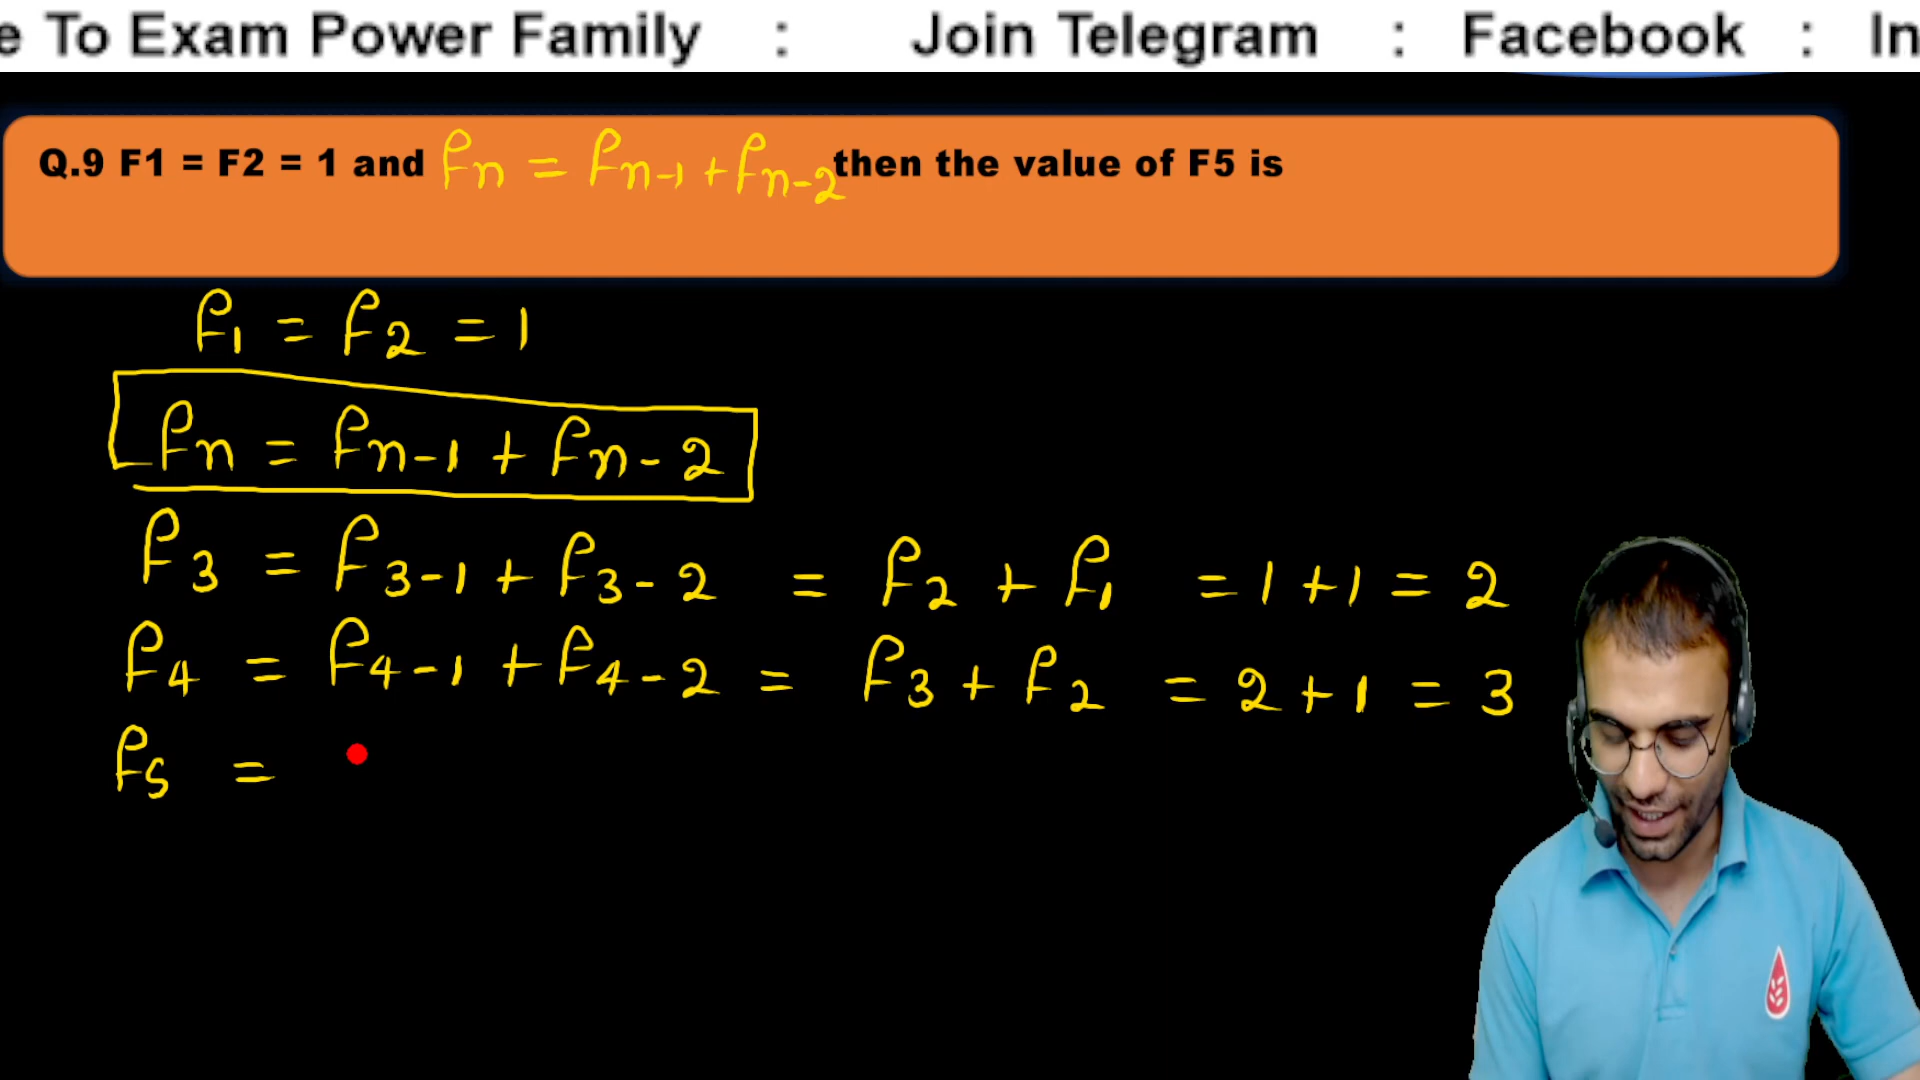 e To Exam Power Family : Join Telegram : Facebook : In
Q.9 F1 = F2 = 1 and Fn = Fn-1 + Fn-2 then the value of F5 is
F1 = F2 = 1
Fn = Fn-1 + Fn-2
F3 = F3-1 + F3-2 = F2 + F1 = 1 + 1 = 2
F4 = F4-1 + F4-2 = F3 + F2 = 2 + 1 = 3
F5 =